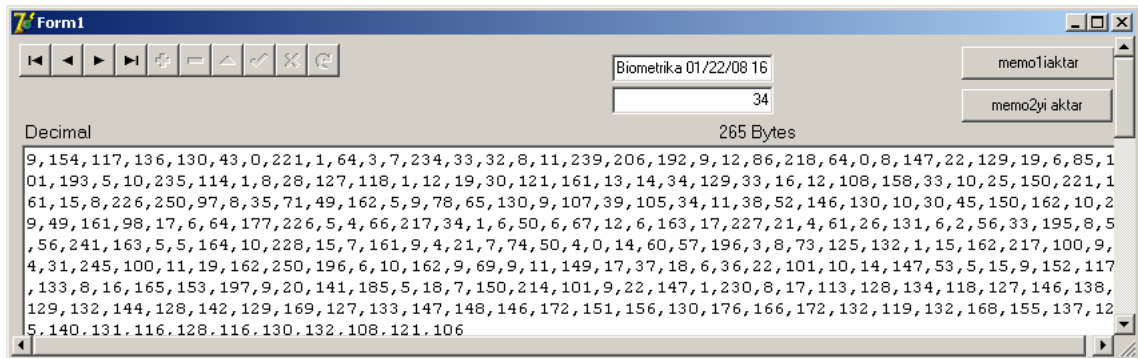 Form1
Biometrika 01/22/08 16
memo1iaktar
34
memo2yi aktar
Decimal
265 Bytes
9,154,117,136,130,43,0,221,1,64,3,7,234,33,32,8,11,239,206,192,9,12,86,218,64,0,8,147,22,129,19,6,85,1
01,193,5,10,235,114,1,8,28,127,118,1,12,19,30,121,161,13,14,34,129,33,16,12,108,158,33,10,25,150,221,1
61,15,8,226,250,97,8,35,71,49,162,5,9,78,65,130,9,107,39,105,34,11,38,52,146,130,10,30,45,150,162,10,2
9,49,161,98,17,6,64,177,226,5,4,66,217,34,1,6,50,6,67,12,6,163,17,227,21,4,61,26,131,6,2,56,33,195,8,5
,56,241,163,5,5,164,10,228,15,7,161,9,4,21,7,74,50,4,0,14,60,57,196,3,8,73,125,132,1,15,162,217,100,9,
4,31,245,100,11,19,162,250,196,6,10,162,9,69,9,11,149,17,37,18,6,36,22,101,10,14,147,53,5,15,9,152,117
,133,8,16,165,153,197,9,20,141,185,5,18,7,150,214,101,9,22,147,1,230,8,17,113,128,134,118,127,146,138,
129,132,144,128,142,129,169,127,133,147,148,146,172,151,156,130,176,166,172,132,119,132,168,155,137,12
5,140,131,116,128,116,130,132,108,121,106